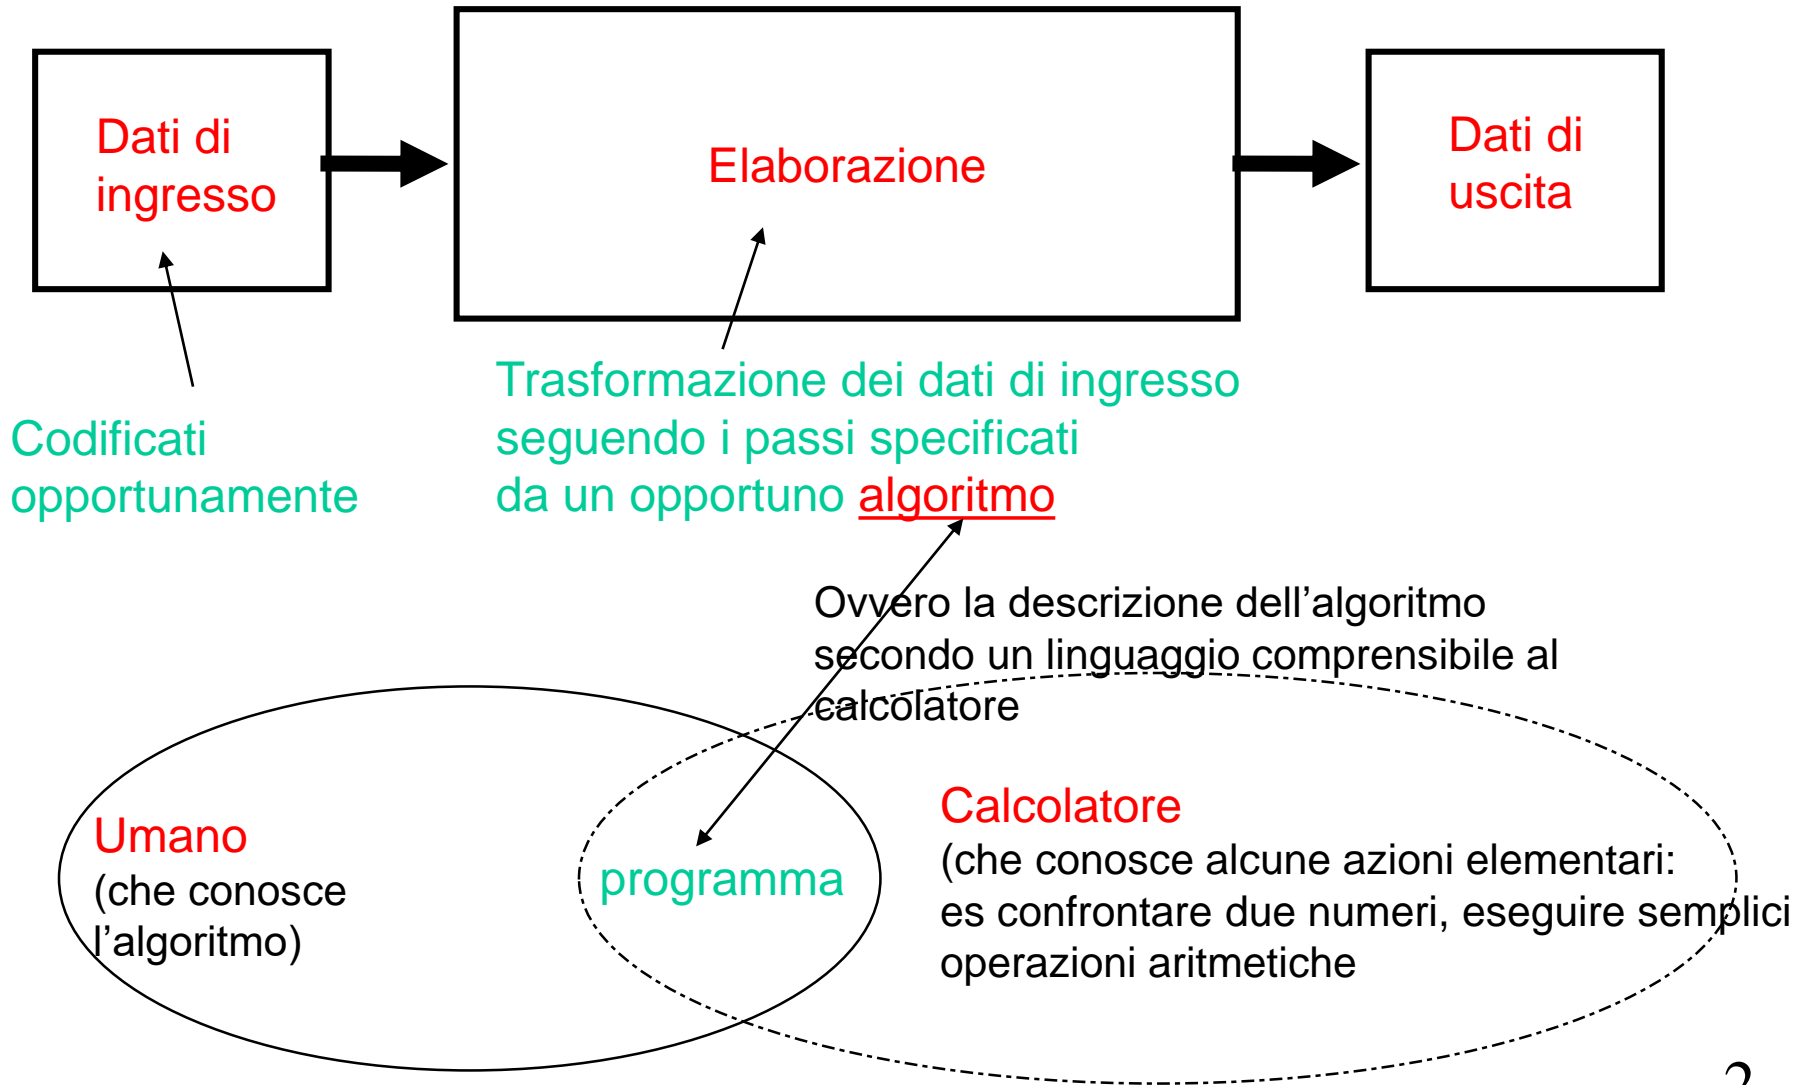 Dati di
ingresso
Elaborazione
Dati di
uscita
Codificati
opportunamente
Trasformazione dei dati di ingresso
seguendo i passi specificati
da un opportuno algoritmo
Ovvero la descrizione dell’algoritmo
secondo un linguaggio comprensibile al
calcolatore
Umano
(che conosce
l’algoritmo)
programma
Calcolatore
(che conosce alcune azioni elementari:
es confrontare due numeri, eseguire semplici
operazioni aritmetiche